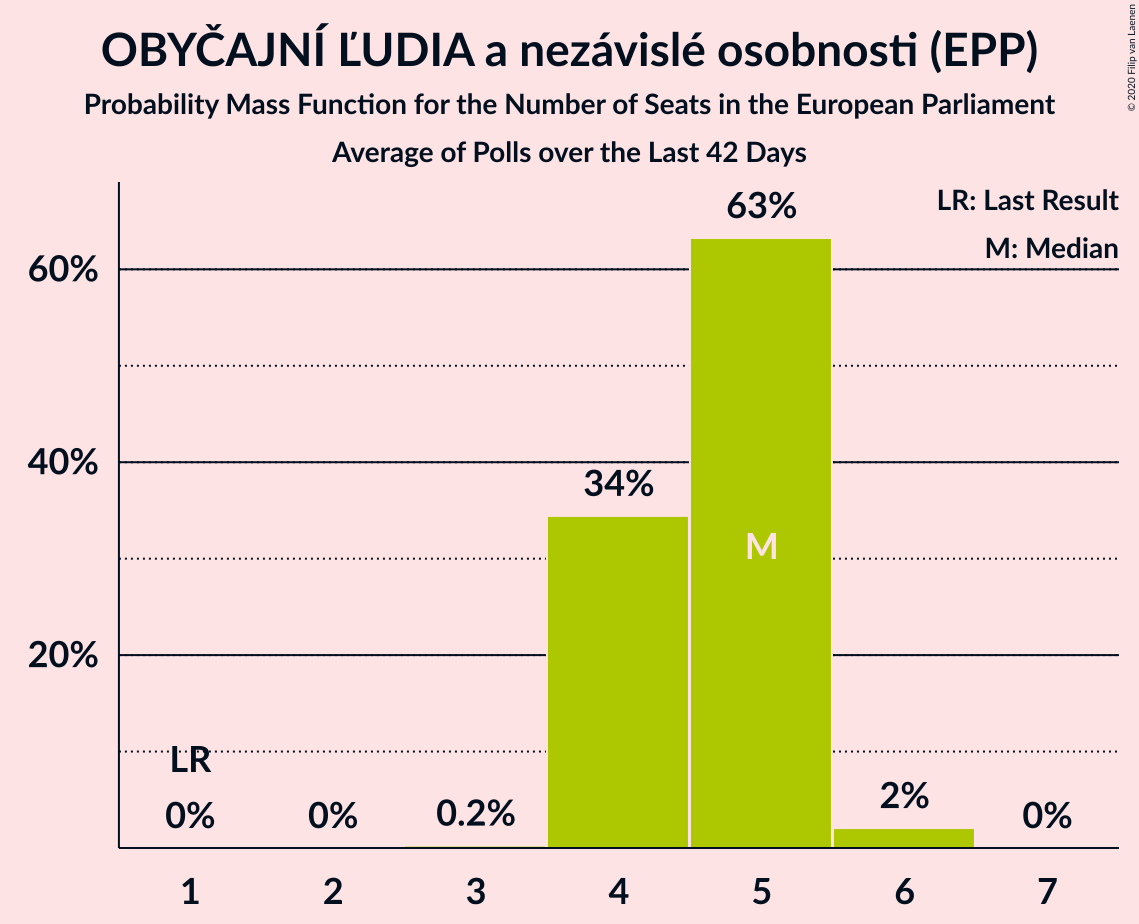 OBYČAJNÍ ĽUDIA a nezávislé osobnosti (EPP)
Probability Mass Function for the Number of Seats in the European Parliament
Average of Polls over the Last 42 Days
© 2020 Filip van Laenen
LR: Last Result
M: Median
63%
60%
40%
34%
M
20%
LR
0% 0% 0.2% 2% 0%
1 2 3 4 5 6 7